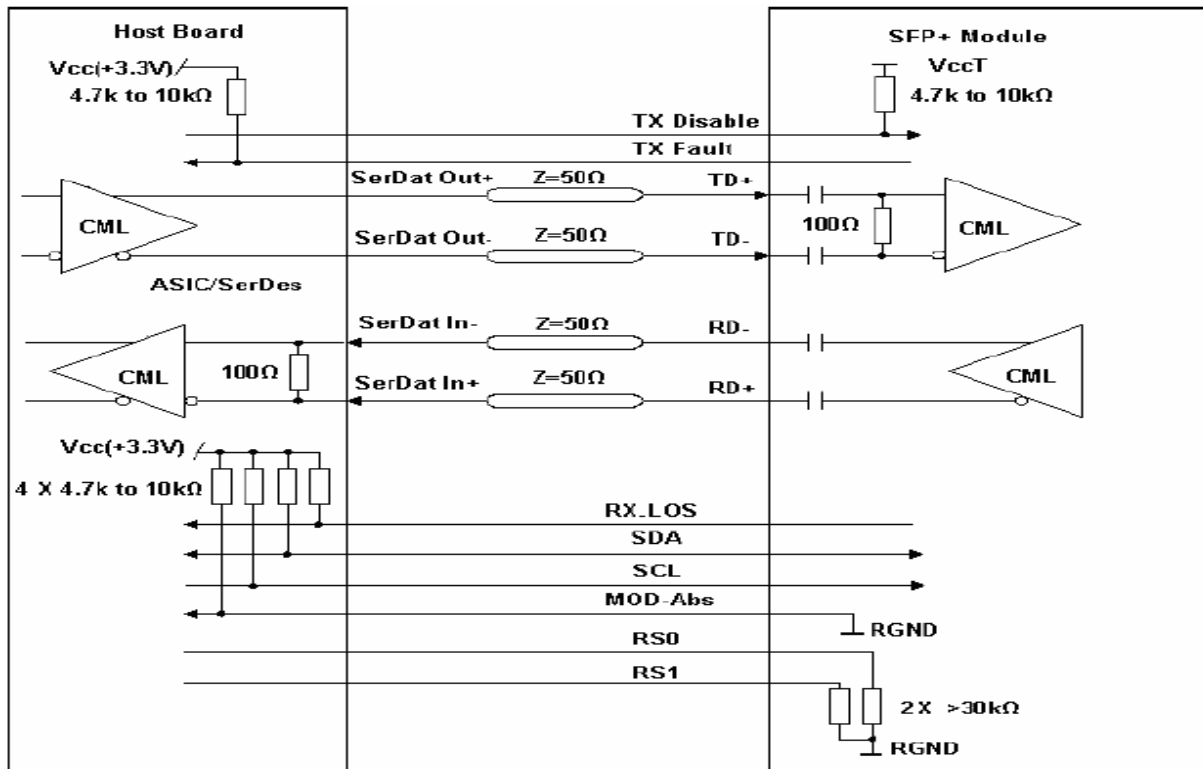 Host Board
SFP+ Module
Vcc(+3.3V)
4.7k to 10kΩ
VccT
4.7k to 10kΩ
TX Disable
TX Fault
SerDat Out+
Z=50Ω
TD+
CML
100Ω
CML
SerDat Out-
Z=50Ω
TD-
ASIC/SerDes
SerDat In-
Z=50Ω
RD-
CML
100Ω
SerDat In+
Z=50Ω
RD+
CML
Vcc(+3.3V)
4 X 4.7k to 10kΩ
RX_LOS
SDA
SCL
MOD-Abs
RGND
RS0
RS1
2X >30kΩ
RGND